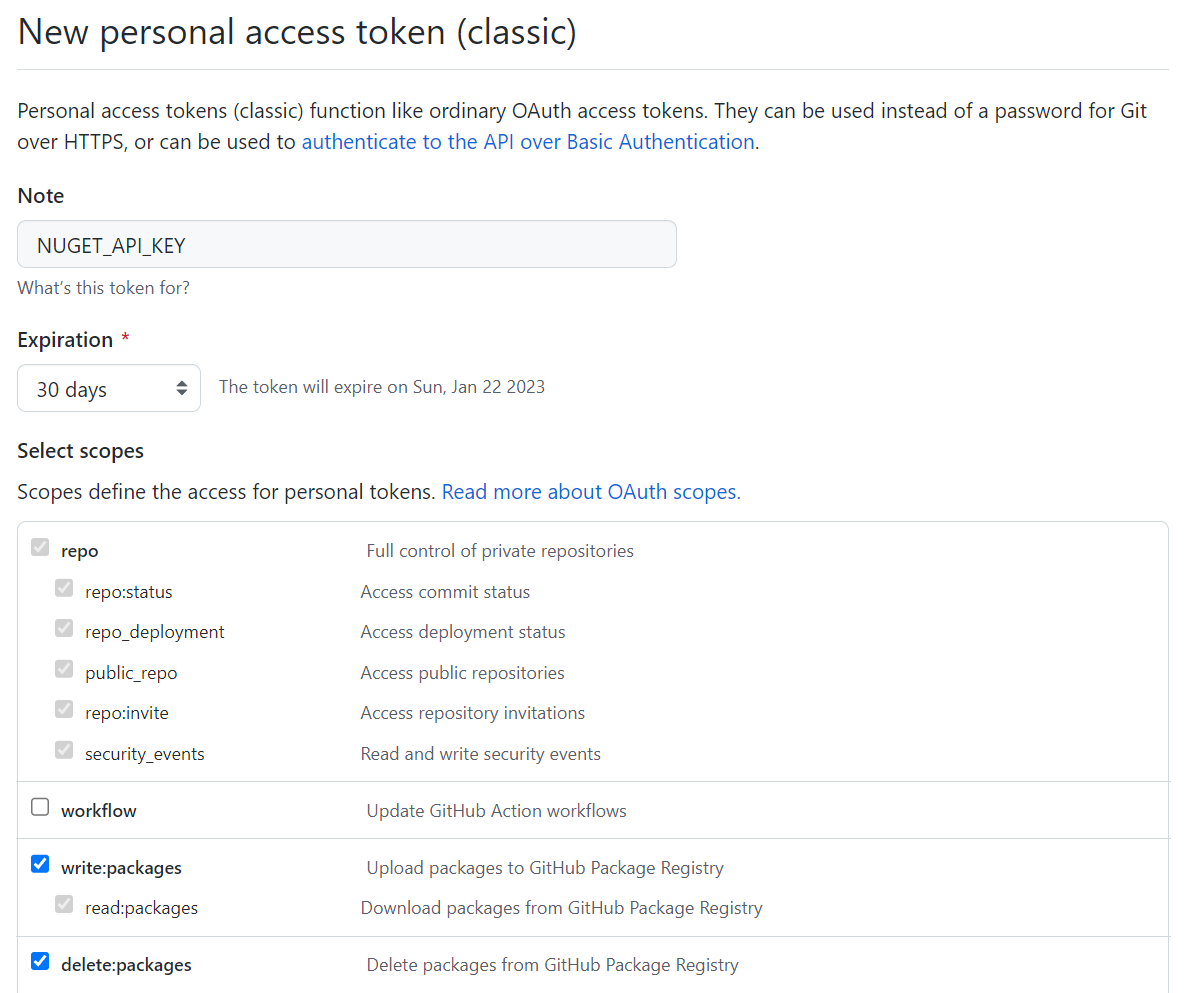 New personal access token (classic)
Personal access tokens (classic) function like ordinary OAuth access tokens. They can be used instead of a password for Git
over HTTPS, or can be used to authenticate to the API over Basic Authentication.
Note
NUGET_API_KEY
What's this token for?
Expiration *
30 days The token will expire on Sun, Jan 22 2023
Select scopes
Scopes define the access for personal tokens. Read more about OAuth scopes.
repo Full control of private repositories
repo:status Access commit status
repo_deployment Access deployment status
public_repo Access public repositories
repo:invite Access repository invitations
security_events Read and write security events
workflow Update GitHub Action workflows
write:packages Upload packages to GitHub Package Registry
read:packages Download packages from GitHub Package Registry
delete:packages Delete packages from GitHub Package Registry